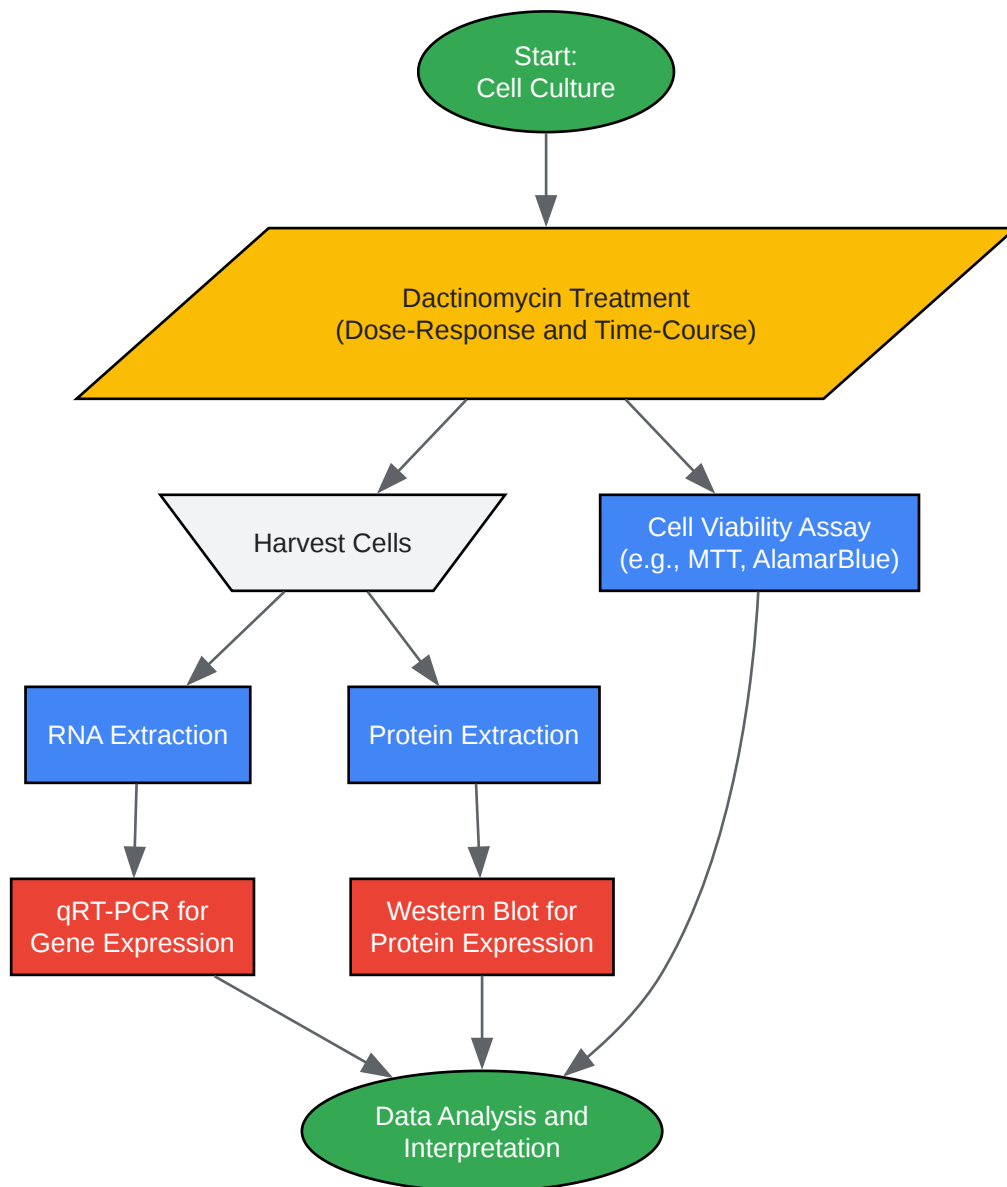 Start:
Cell Culture
Dactinomycin Treatment
(Dose-Response and Time-Course)
Harvest Cells
Cell Viability Assay
(e.g., MTT, AlamarBlue)
RNA Extraction
Protein Extraction
qRT-PCR for
Gene Expression
Western Blot for
Protein Expression
Data Analysis and
Interpretation